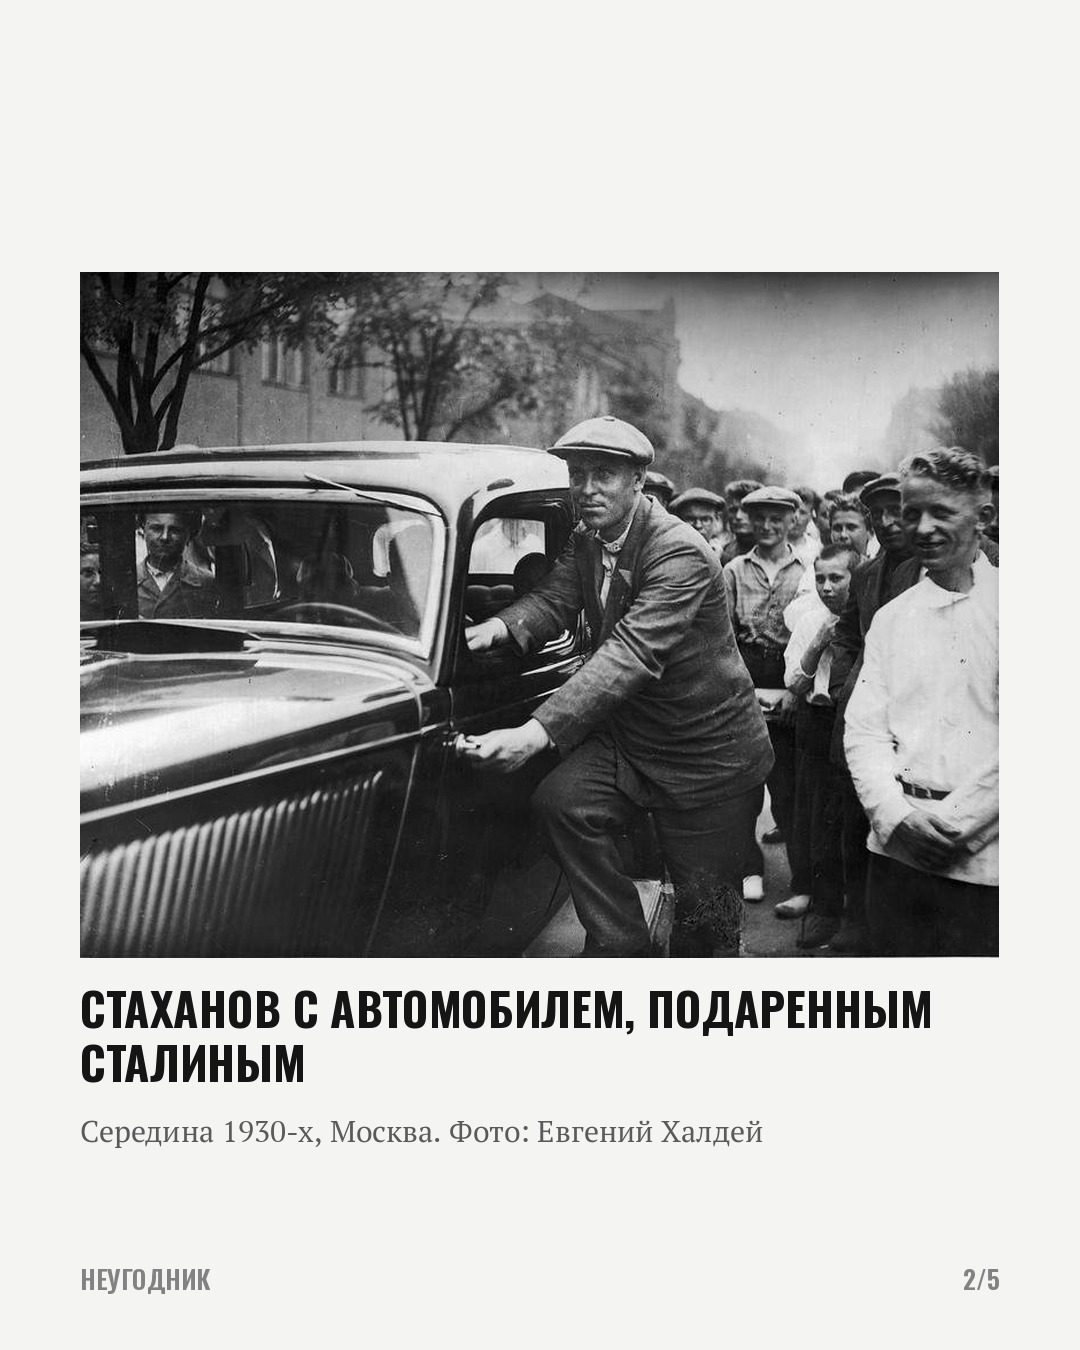 СТАХАНОВ С АВТОМОБИЛЕМ, ПОДАРЕННЫМ
СТАЛИНЫМ
Середина 1930-х, Москва. Фото: Евгений Халдей
НЕУГОДНИК
2/5